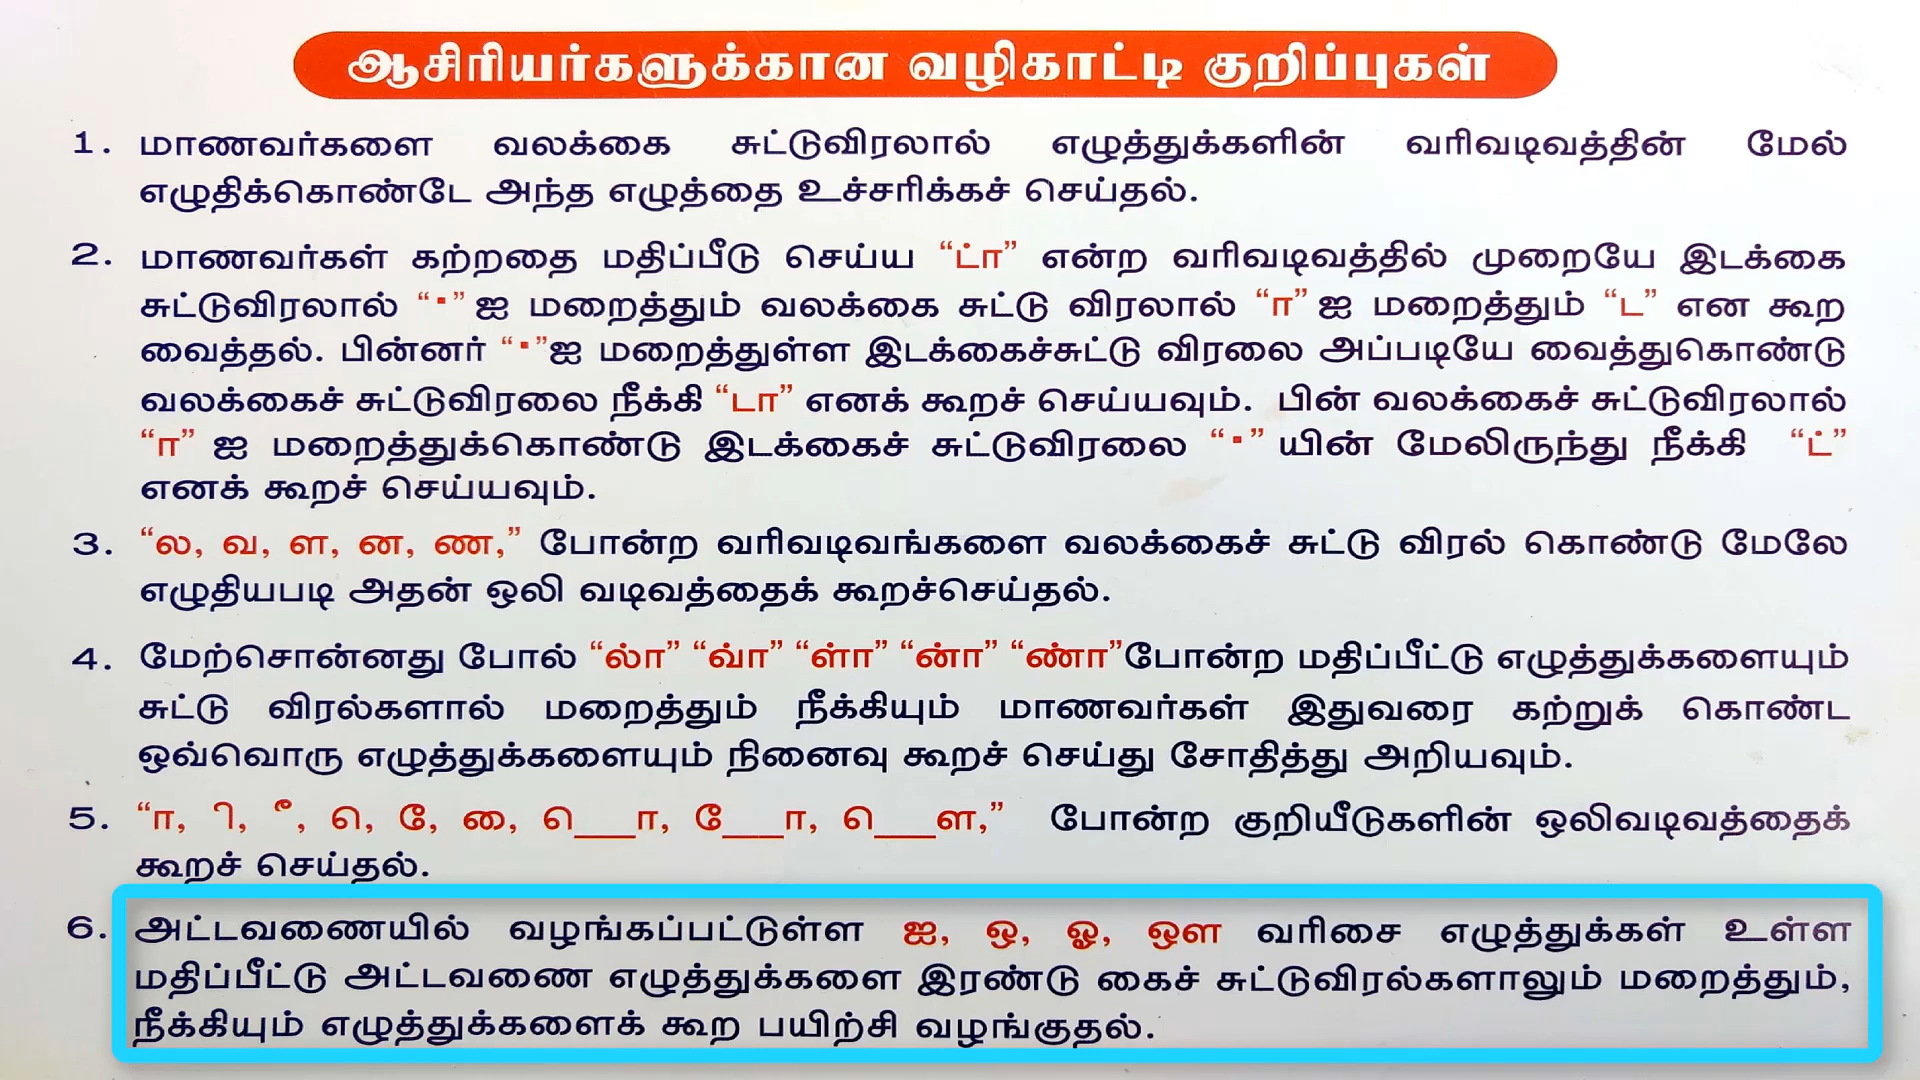 ஆசிரியர்களுக்கான வழிகாட்டி குறிப்புகள்
1. மாணவர்களை வலக்கை சுட்டுவிரலால் எழுத்துக்களின் வரிவடிவத்தின் மேல்
எழுதிக்கொண்டே அந்த எழுத்தை உச்சரிக்கச் செய்தல்.
2. மாணவர்கள் கற்றதை மதிப்பீடு செய்ய “ட்ா” என்ற வரிவடிவத்தில் முறையே இடக்கை
சுட்டுவிரலால் “·” ஐ மறைத்தும் வலக்கை சுட்டு விரலால் “ா” ஐ மறைத்தும் “ட” என கூற
வைத்தல். பின்னர் “·”ஐ மறைத்துள்ள இடக்கைச்சுட்டு விரலை அப்படியே வைத்துகொண்டு
வலக்கைச் சுட்டுவிரலை நீக்கி “டா” எனக் கூறச் செய்யவும். பின் வலக்கைச் சுட்டுவிரலால்
“ா” ஐ மறைத்துக்கொண்டு இடக்கைச் சுட்டுவிரலை “·” யின் மேலிருந்து நீக்கி “ட்”
எனக் கூறச் செய்யவும்.
3. “ல, வ, ள, ன, ண,” போன்ற வரிவடிவங்களை வலக்கைச் சுட்டு விரல் கொண்டு மேலே
எழுதியபடி அதன் ஒலி வடிவத்தைக் கூறச்செய்தல்.
4. மேற்சொன்னது போல் “ல்ா” “வ்ா” “ள்ா” “ன்ா” “ண்ா”போன்ற மதிப்பீட்டு எழுத்துக்களையும்
சுட்டு விரல்களால் மறைத்தும் நீக்கியும் மாணவர்கள் இதுவரை கற்றுக் கொண்ட
ஒவ்வொரு எழுத்துக்களையும் நினைவு கூறச் செய்து சோதித்து அறியவும்.
5. “ா, ி, ீ, ெ, ே, ை, ெ___ா, ே___ா, ெ___ள,” போன்ற குறியீடுகளின் ஒலிவடிவத்தைக்
கூறச் செய்தல்.
6. அட்டவணையில் வழங்கப்பட்டுள்ள ஐ, ஒ, ஓ, ஔ வரிசை எழுத்துக்கள் உள்ள
மதிப்பீட்டு அட்டவணை எழுத்துக்களை இரண்டு கைச் சுட்டுவிரல்களாலும் மறைத்தும்,
நீக்கியும் எழுத்துக்களைக் கூற பயிற்சி வழங்குதல்.